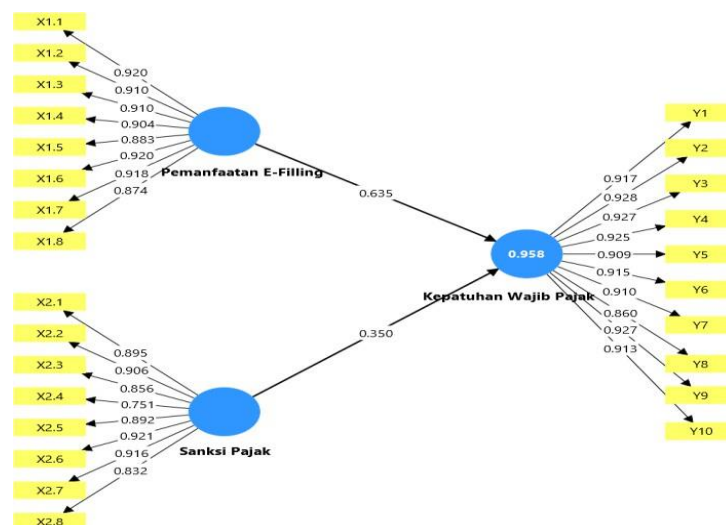 X1.1
X1.2
X1.3
X1.4
X1.5
X1.6
X1.7
X1.8
0.920
0.910
0.910
0.904
0.883
0.920
0.918
0.874
Pemanfaatan E-Filling
0.635
X2.1
X2.2
X2.3
X2.4
X2.5
X2.6
X2.7
X2.8
0.895
0.906
0.856
0.751
0.892
0.921
0.916
0.832
Sanksi Pajak
0.350
0.958
Kepatuhan Wajib Pajak
0.917
0.928
0.927
0.925
0.909
0.915
0.910
0.860
0.927
0.913
Y1
Y2
Y3
Y4
Y5
Y6
Y7
Y8
Y9
Y10